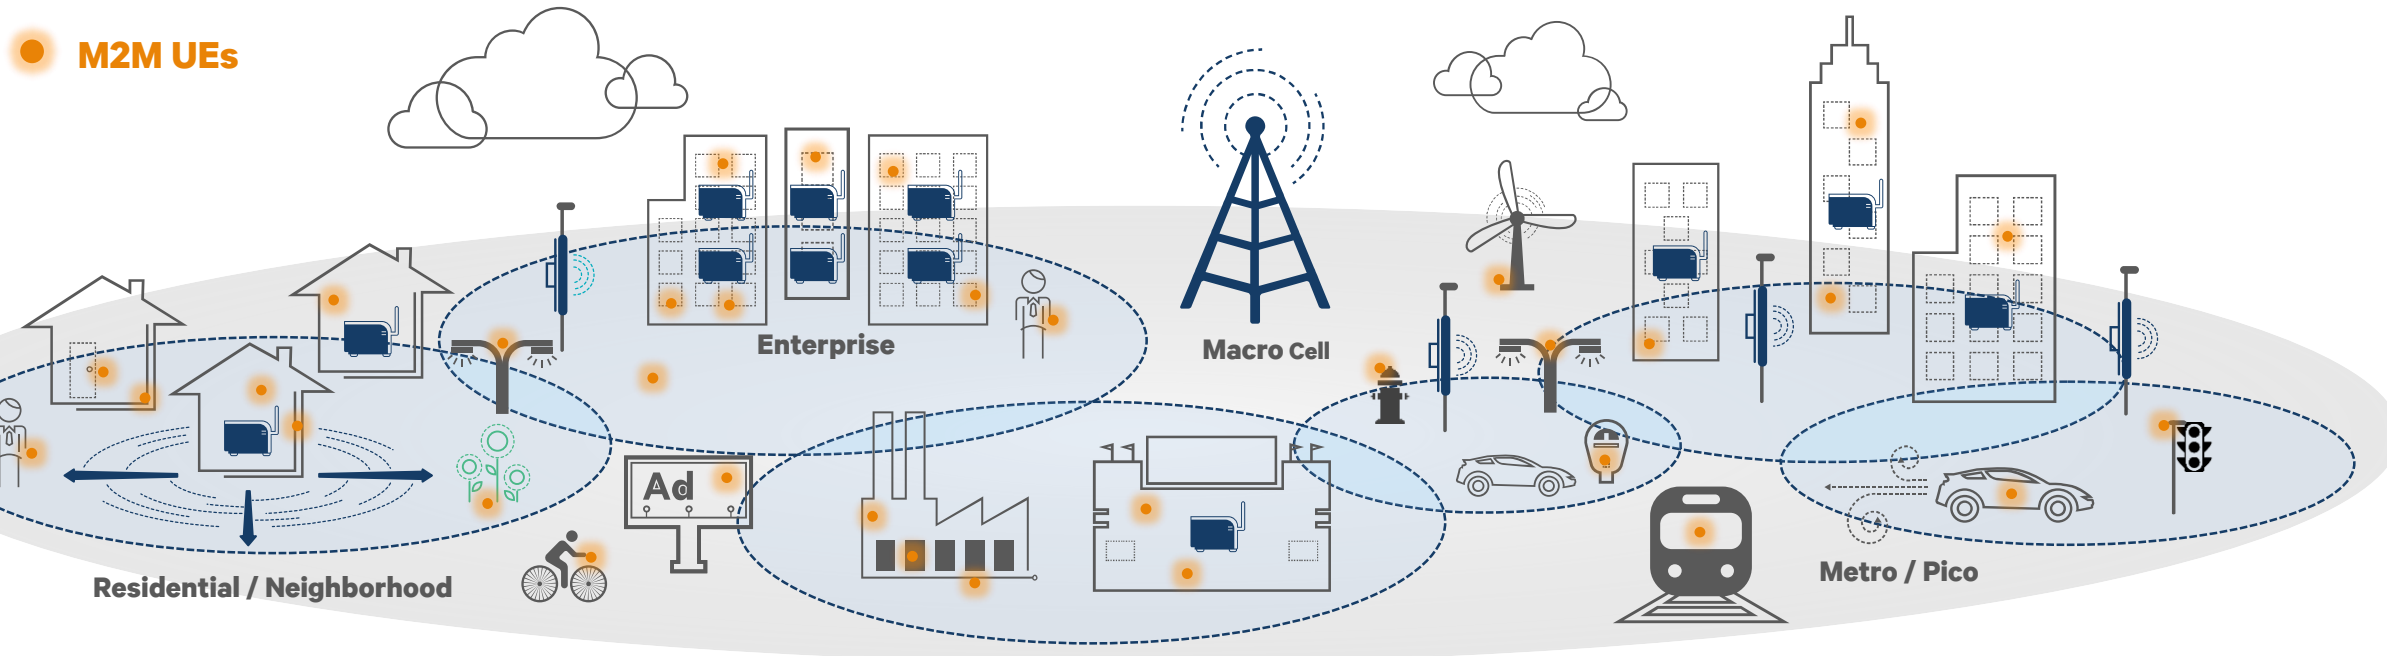 M2M UEs
Enterprise
Macro Cell
Ad
Residential / Neighborhood
Metro / Pico